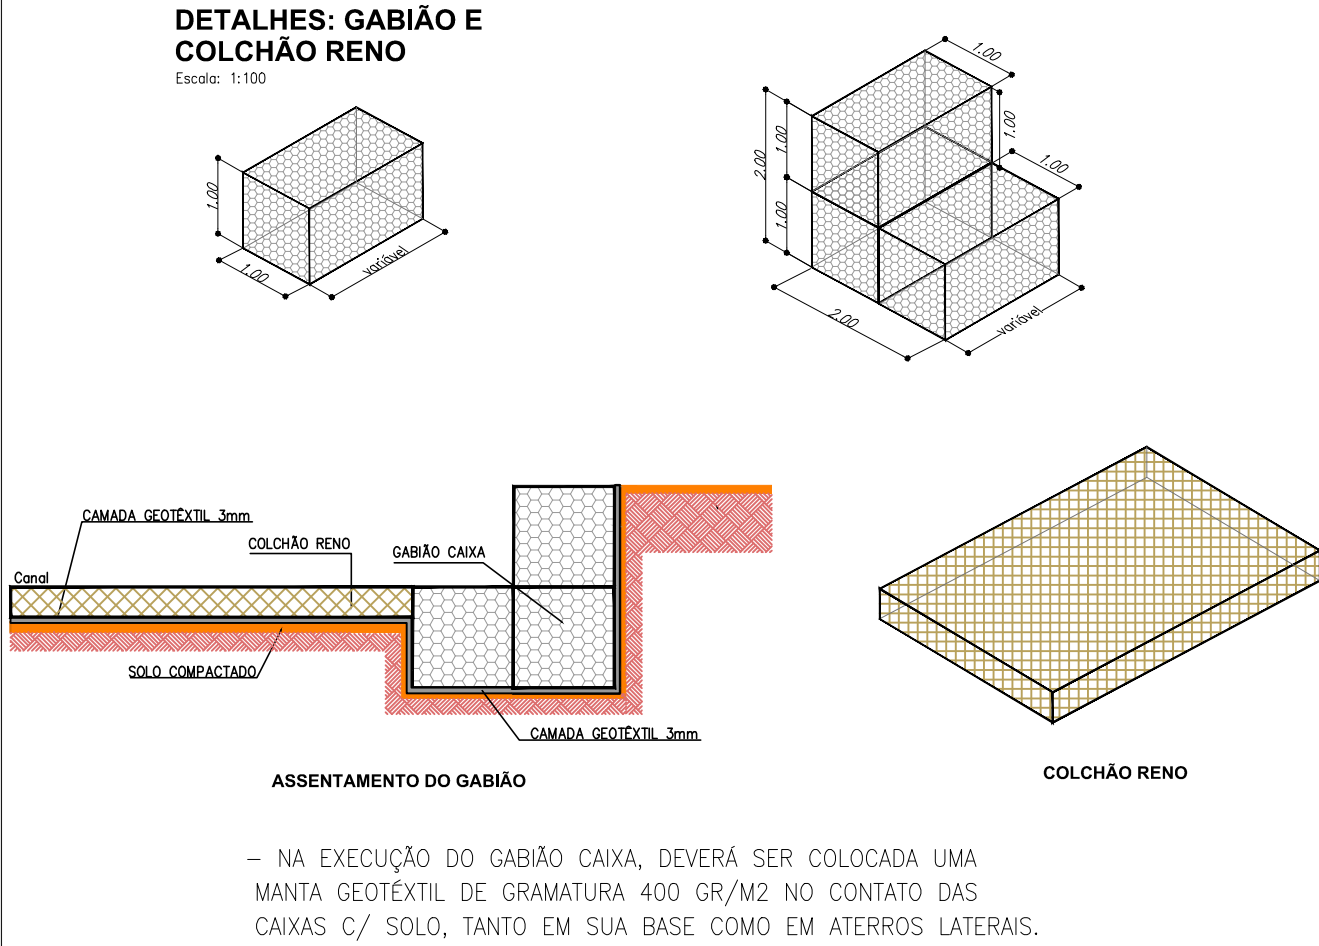 DETALHES: GABIÃO E
COLCHÃO RENO
Escala: 1:100
1.00
1.00
variável
1.00
2.00
1.00
1.00
1.00
1.00
2.00
variável
CAMADA GEOTÊXTIL 3mm
COLCHÃO RENO
GABIÃO CAIXA
Canal
SOLO COMPACTADO
CAMADA GEOTÊXTIL 3mm
ASSENTAMENTO DO GABIÃO
COLCHÃO RENO
– NA EXECUÇÃO DO GABIÃO CAIXA, DEVERÁ SER COLOCADA UMA
MANTA GEOTÉXTIL DE GRAMATURA 400 GR/M2 NO CONTATO DAS
CAIXAS C/ SOLO, TANTO EM SUA BASE COMO EM ATERROS LATERAIS.